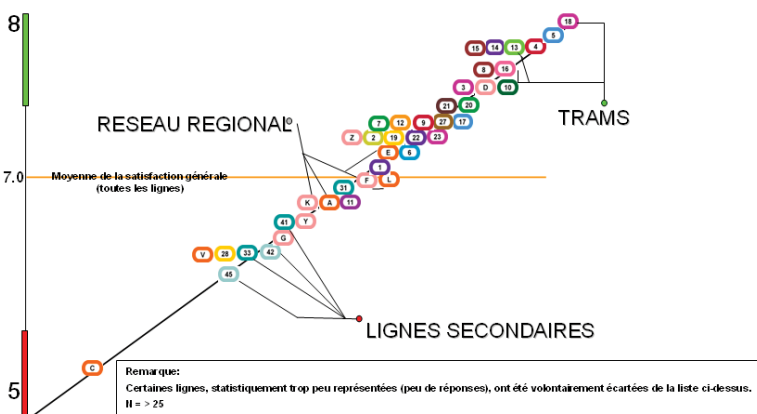 8
18
5
15 14 13 4
8 16
3 D 10
21 20
TRAMS
7 12 9 27 17
RESEAU REGIONAL
Z 2 19 22 23
E 6
1
7.0
Moyenne de la satisfaction générale
(toutes les lignes)
F L
31
K A 11
41 Y
G
V 28 33 42
45
LIGNES SECONDAIRES
C
5
Remarque:
Certaines lignes, statistiquement trop peu représentées (peu de réponses), ont été volontairement écartées de la liste ci-dessus.
N = > 25